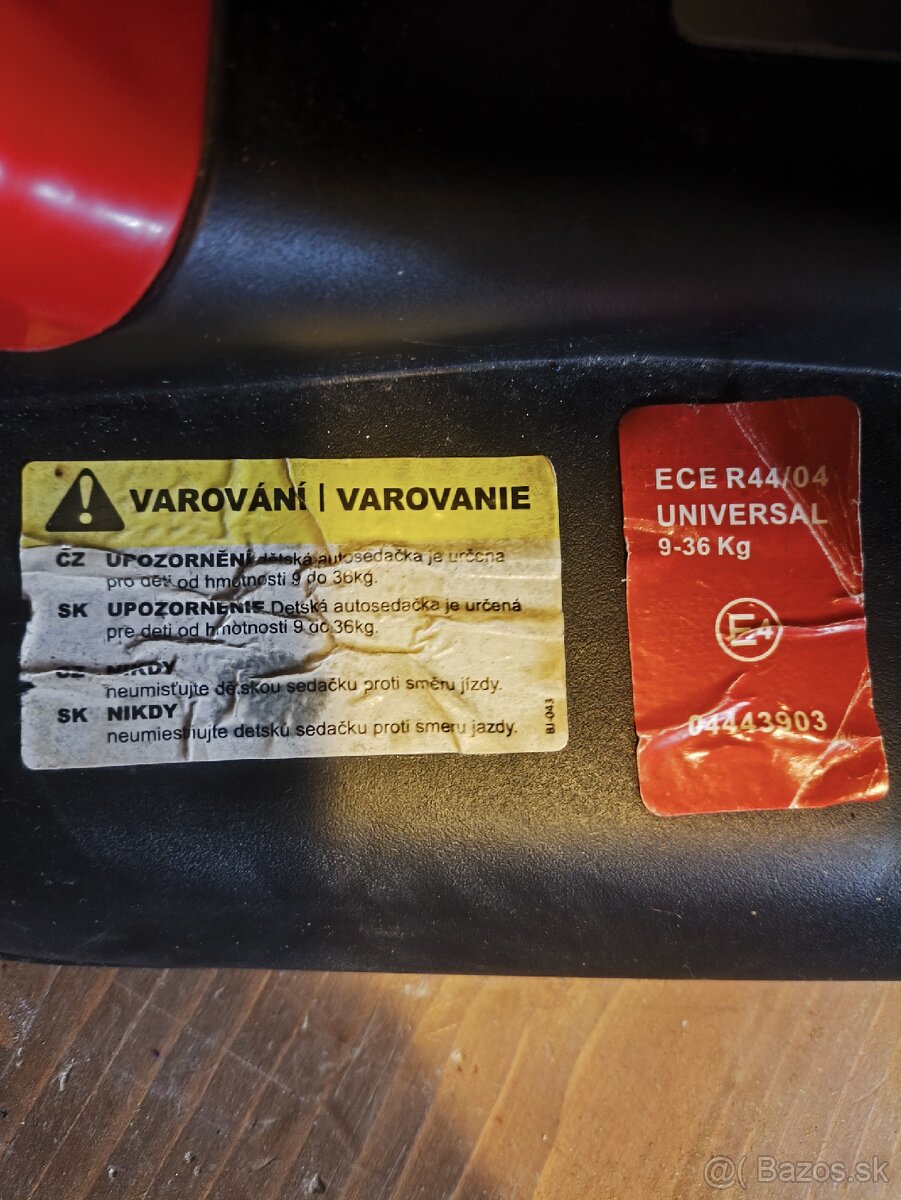 VAROVÁNÍ | VAROVANIE
CŽ UPOZORNĚNÍ dětská autosedačka je určena
pro děti od hmotnosti 9 do 36kg.
SK UPOZORNENIE Detská autosedačka je určená
pre deti od hmotnosti 9 do 36kg.
CZ NIKDY
neumisťujte dětskou sedačku proti směru jízdy.
SK NIKDY
neumiestňujte detskú sedačku proti smeru jazdy.
BJ-043
ECE R44/04
UNIVERSAL
9-36 Kg
E4
04443903
@( Bazos.sk